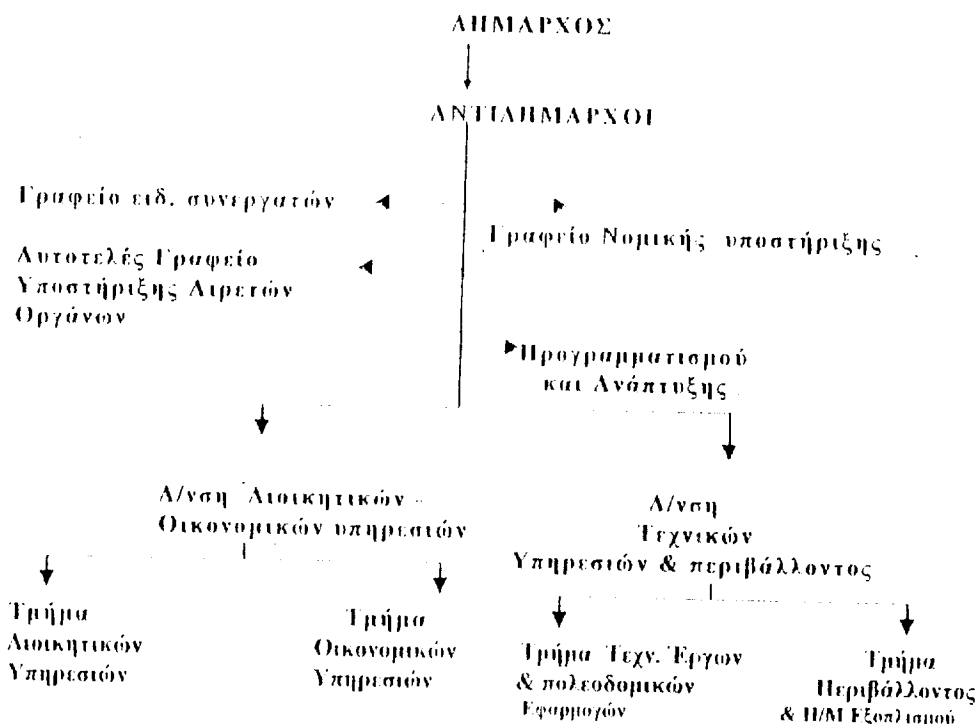 ΔΗΜΑΡΧΟΣ
ΑΝΤΙΔΗΜΑΡΧΟΙ
Γραφείο ειδ. συνεργατών
Γραφείο Νομικής υποστήριξης
Αυτοτελές Γραφείο
Υποστήριξης Αιρετών
Οργάνων
Προγραμματισμού
και Ανάπτυξης
Δ/νση Διοικητικών -
Οικονομικών υπηρεσιών
Δ/νση
Τεχνικών
Υπηρεσιών & περιβάλλοντος
Τμήμα
Διοικητικών
Υπηρεσιών
Τμήμα
Οικονομικών
Υπηρεσιών
Τμήμα Τεχν. Έργων
& πολεοδομικών
Εφαρμογών
Τμήμα
Περιβάλλοντος
& Η/Μ Εξοπλισμού